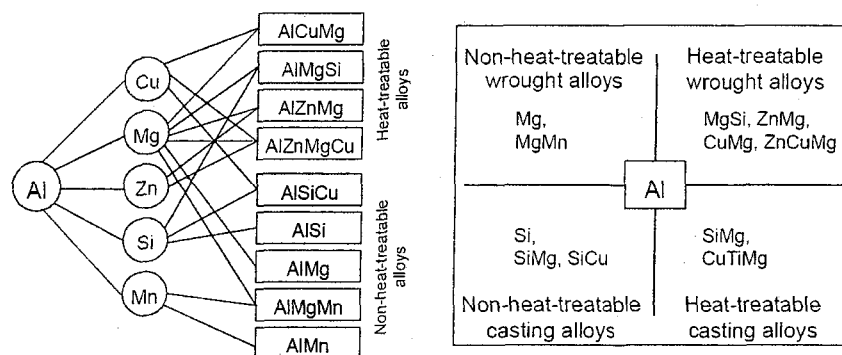 Al
Cu
Mg
Zn
Si
Mn
AlCuMg
AlMgSi
AlZnMg
AlZnMgCu
AlSiCu
AlSi
AlMg
AlMgMn
AlMn
Heat-treatable
alloys
Non-heat-treatable
alloys
Non-heat-treatable
wrought alloys
Mg,
MgMn
Heat-treatable
wrought alloys
MgSi, ZnMg,
CuMg, ZnCuMg
Al
Si,
SiMg, SiCu
Non-heat-treatable
casting alloys
SiMg,
CuTiMg
Heat-treatable
casting alloys